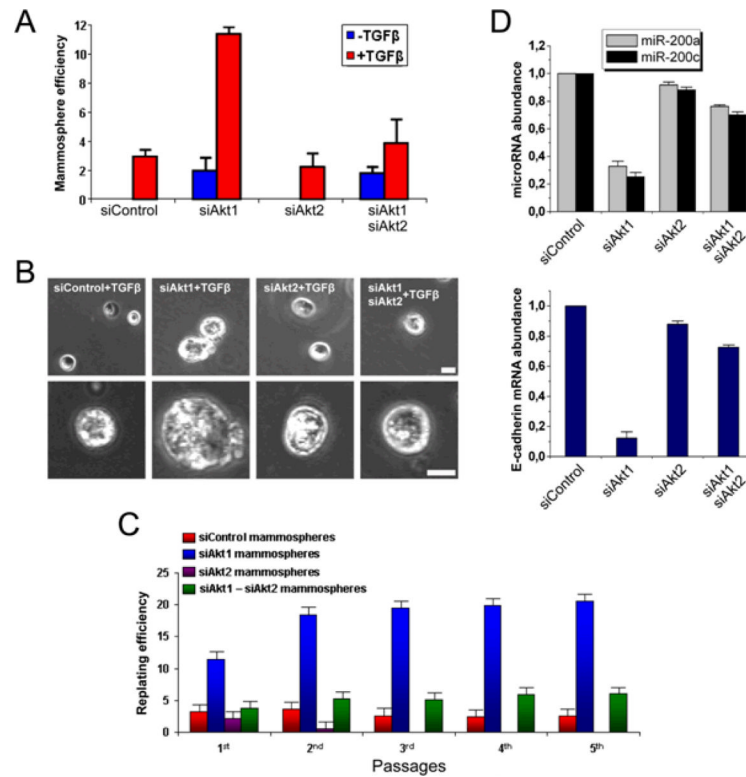 A
Mammosphere efficiency
12
10
8
6
4
2
0
-TGFβ
+TGFβ
siControl
siAkt1
siAkt2
siAkt1
siAkt2
B
siControl+TGFβ
siAkt1+TGFβ
siAkt2+TGFβ
siAkt1
siAkt2+TGFβ
C
siControl mammospheres
siAkt1 mammospheres
siAkt2 mammospheres
siAkt1 – siAkt2 mammospheres
Replating efficiency
25
20
15
10
5
0
1st
2nd
3rd
4th
5th
Passages
D
miR-200a
miR-200c
microRNA abundance
1,2
1,0
0,8
0,6
0,4
0,2
0,0
siControl
siAkt1
siAkt2
siAkt1
siAkt2
E-cadherin mRNA abundance
1,0
0,8
0,6
0,4
0,2
0,0
siControl
siAkt1
siAkt2
siAkt1
siAkt2